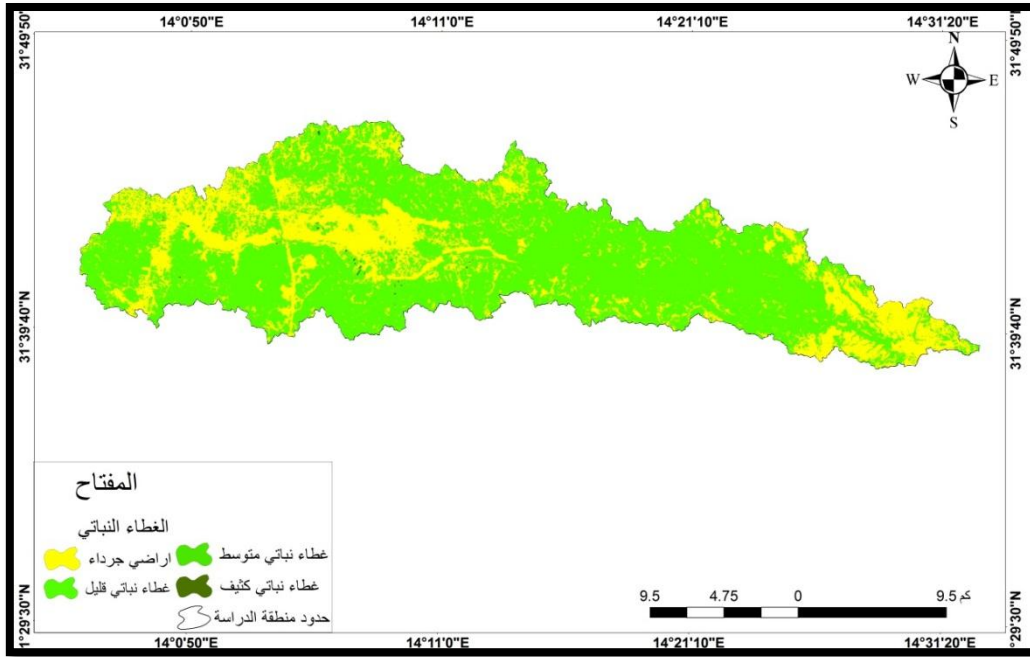 14°0'50"E 14°11'0"E 14°21'10"E 14°31'20"E
31°49'50"N 31°49'50"N
N
W E
S
31°39'40"N 31°39'40"N
المفتاح
الغطاء النباتي
اراضي جرداء غطاء نباتي متوسط
غطاء نباتي قليل غطاء نباتي كثيف
حدود منطقة الدراسة
9.5 4.75 0 9.5 كم
1°29'30"N °29'30"N
14°0'50"E 14°11'0"E 14°21'10"E 14°31'20"E